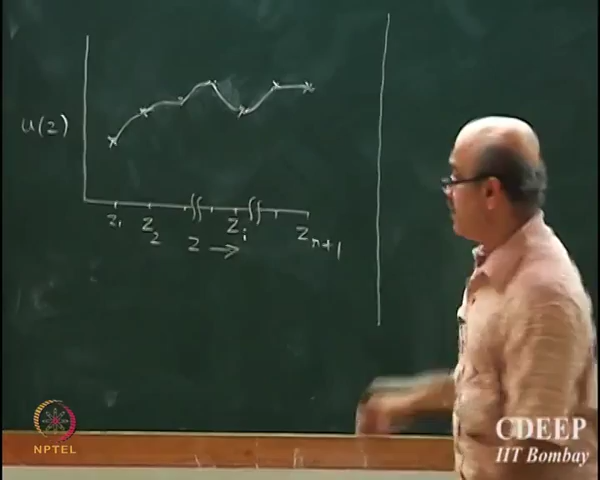 u(z)
z₁ z₂ z → zᵢ zₙ₊₁
NPTEL
CDEEP
IIT Bombay